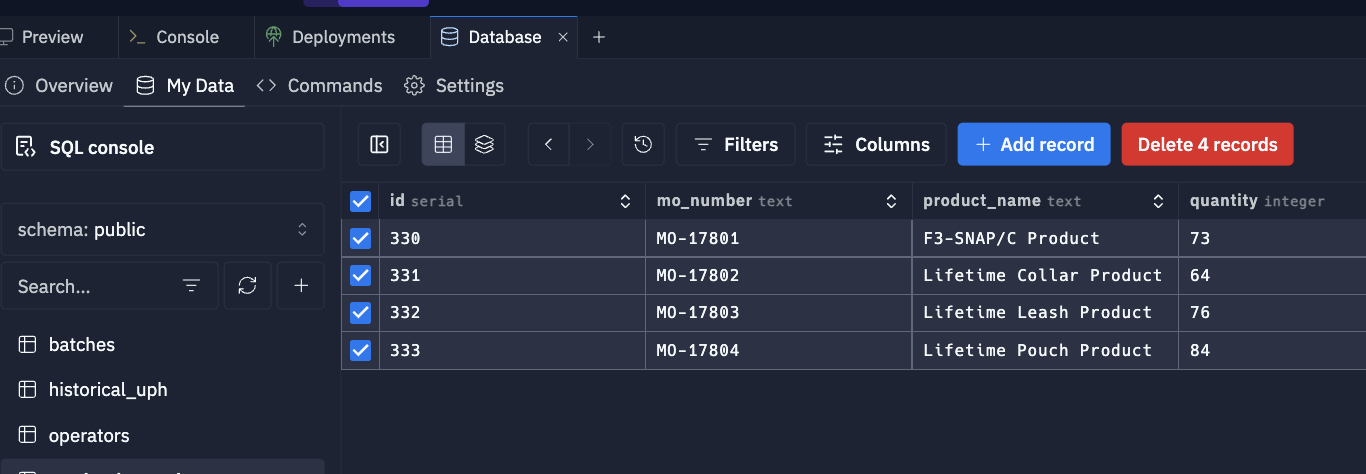 Preview Console Deployments Database
Overview My Data Commands Settings
SQL console
Filters Columns Add record Delete 4 records
id serial mo_number text product_name text quantity integer
schema: public
330 MO-17801 F3-SNAP/C Product 73
Search...
331 MO-17802 Lifetime Collar Product 64
332 MO-17803 Lifetime Leash Product 76
batches
333 MO-17804 Lifetime Pouch Product 84
historical_uph
operators